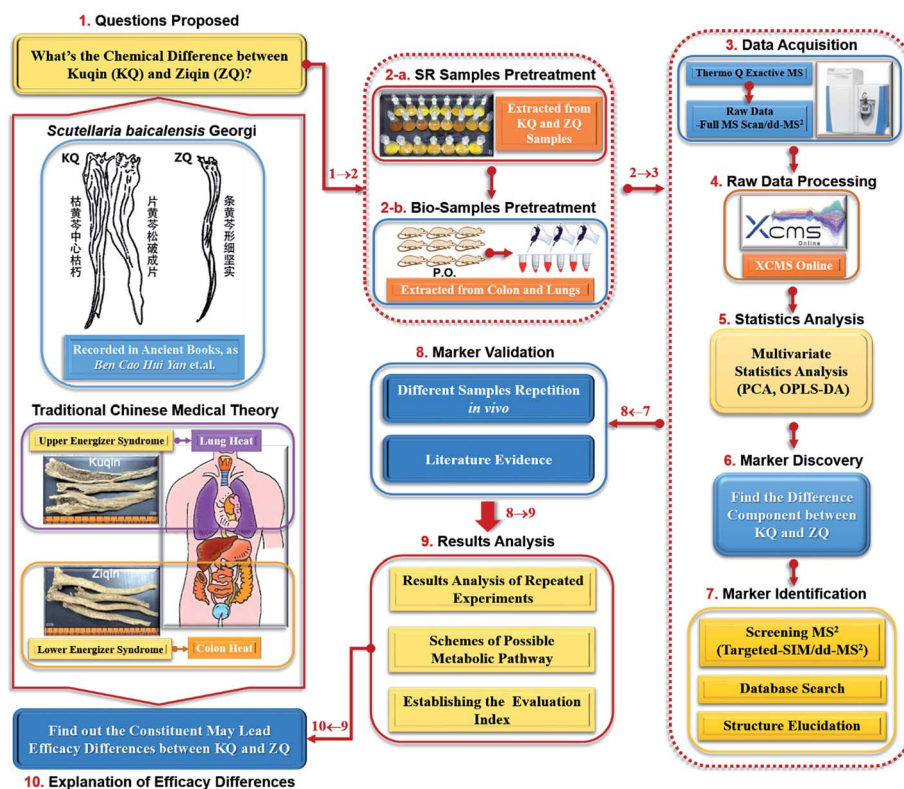 1. Questions Proposed
What's the Chemical Difference between
Kuqin (KQ) and Ziqin (ZQ)?
Scutellaria baicalensis Georgi
KQ
ZQ
枯黄芩中心枯朽
片黄芩松破成片
条黄芩形细坚实
Recorded in Ancient Books, as
Ben Cao Hui Yan et.al.
Traditional Chinese Medical Theory
Upper Energizer Syndrome
Lung Heat
Kuqin
Ziqin
Lower Energizer Syndrome
Colon Heat
Find out the Constituent May Lead
Efficacy Differences between KQ and ZQ
10. Explanation of Efficacy Differences
1→2
2-a. SR Samples Pretreatment
Extracted from
KQ and ZQ
Samples
2-b. Bio-Samples Pretreatment
P.O.
Extracted from Colon and Lungs
2→3
3. Data Acquisition
Thermo Q Exactive MS
Raw Data
-Full MS Scan/dd-MS²
4. Raw Data Processing
Xcms
Online
XCMS Online
5. Statistics Analysis
Multivariate
Statistics Analysis
(PCA, OPLS-DA)
6. Marker Discovery
Find the Difference
Component between
KQ and ZQ
7. Marker Identification
Screening MS²
(Targeted-SIM/dd-MS²)
Database Search
Structure Elucidation
8←7
8. Marker Validation
Different Samples Repetition
in vivo
Literature Evidence
8→9
9. Results Analysis
Results Analysis of Repeated
Experiments
Schemes of Possible
Metabolic Pathway
Establishing the Evaluation
Index
10←9